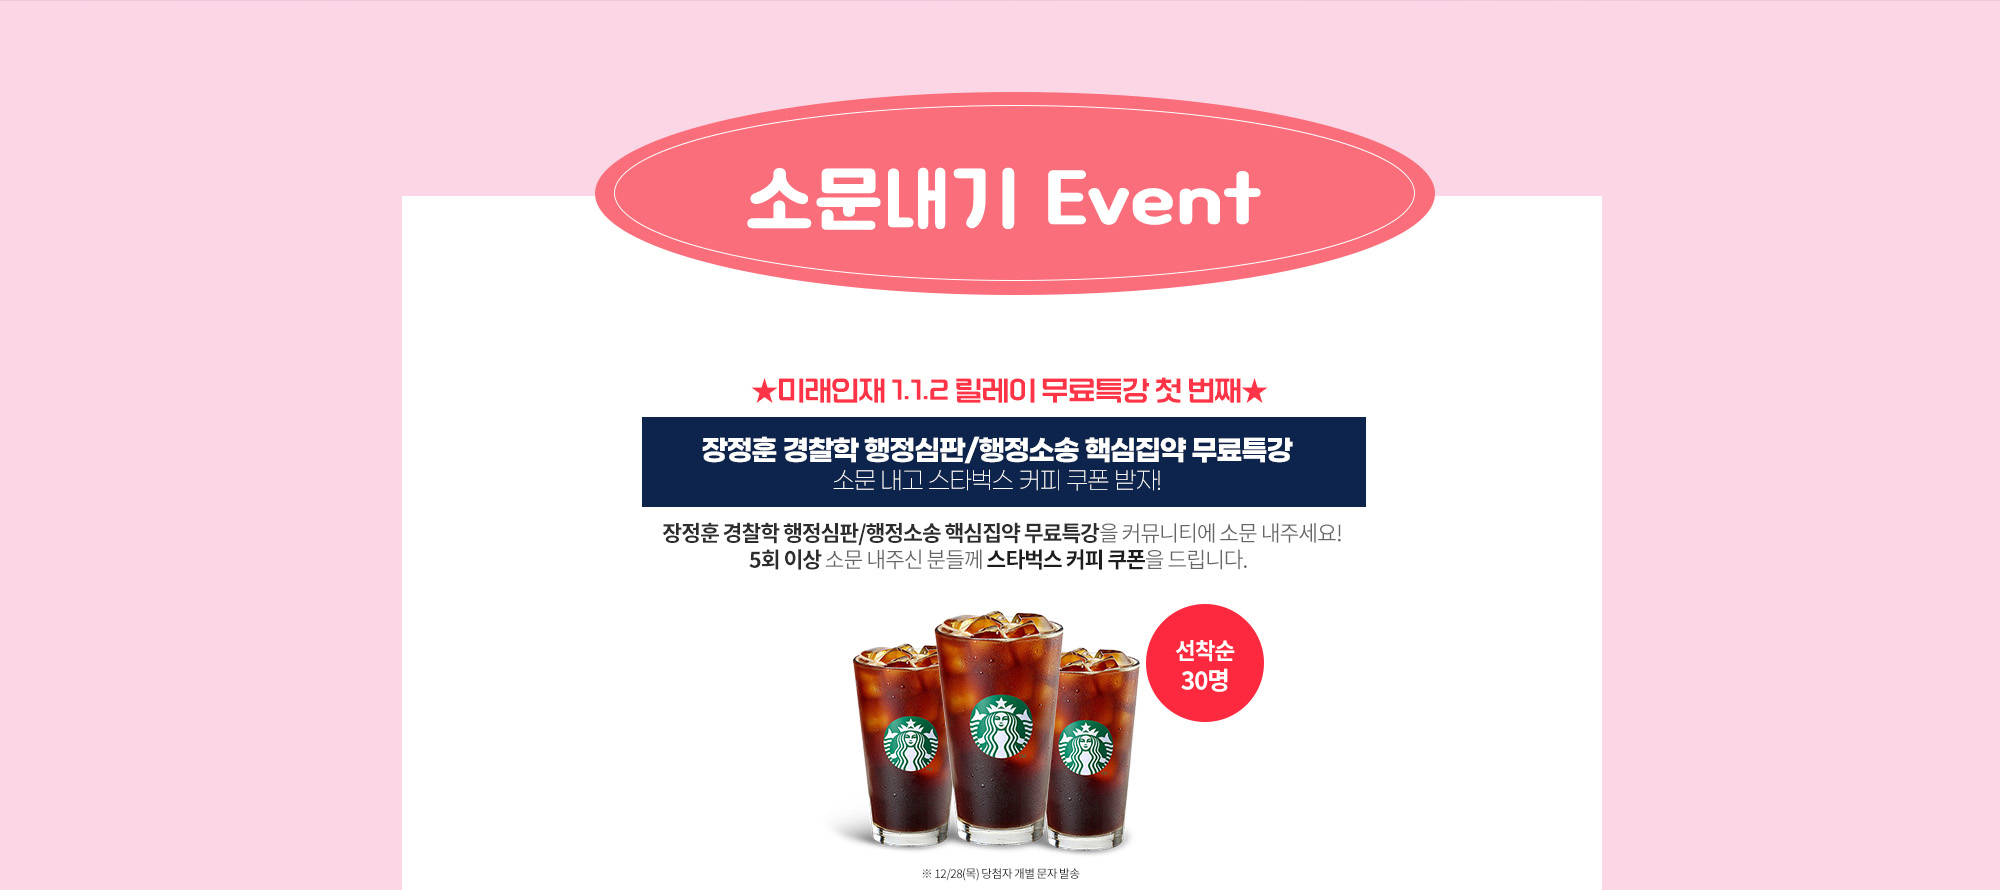 소문내기 Event
★미래인재 1.1.2 릴레이 무료특강 첫 번째★
장정훈 경찰학 행정심판/행정소송 핵심집약 무료특강
소문 내고 스타벅스 커피 쿠폰 받자!
장정훈 경찰학 행정심판/행정소송 핵심집약 무료특강을 커뮤니티에 소문 내주세요!
5회 이상 소문 내주신 분들께 스타벅스 커피 쿠폰을 드립니다.
선착순
30명
※ 12/28(목) 당첨자 개별 문자 발송